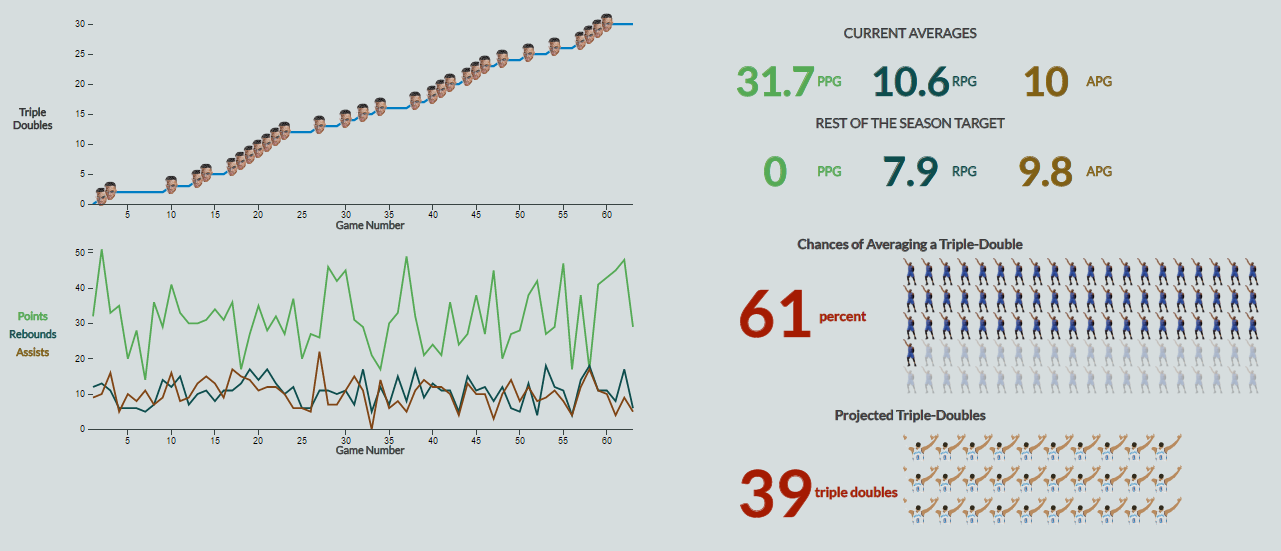 30
25
20
15
10
5
0
Triple
Doubles
5 10 15 20 25 30 35 40 45 50 55 60
Game Number
50
40
30
20
10
0
Points
Rebounds
Assists
5 10 15 20 25 30 35 40 45 50 55 60
Game Number
CURRENT AVERAGES
31.7 PPG 10.6 RPG 10 APG
REST OF THE SEASON TARGET
0 PPG 7.9 RPG 9.8 APG
Chances of Averaging a Triple-Double
61 percent
Projected Triple-Doubles
39 triple doubles